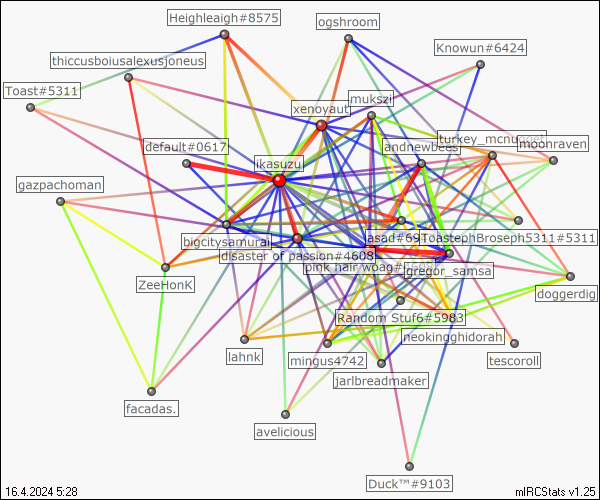 Heighleaigh#8575
ogshroom
Knowun#6424
thiccusboiusalexusjoneus
Toast#5311
xenoyaut
mukszi
default#0617
landnewbees
turkey_mcnugget
moonraven
ikasuzu
gazpachoman
bigcitysamurai
asad#69
ToastephBroseph5311#5311
disaster of passion#4608
pink hair woag#
gregor_samsa
ZeeHonK
doggerdig
Random Stuf6#5983
neokingghidorah
lahnk
mingus4742
tescoroll
jarlbreadmaker
facadas.
avelicious
Duck™#9103
16.4.2024 5:28
mIRCStats v1.25